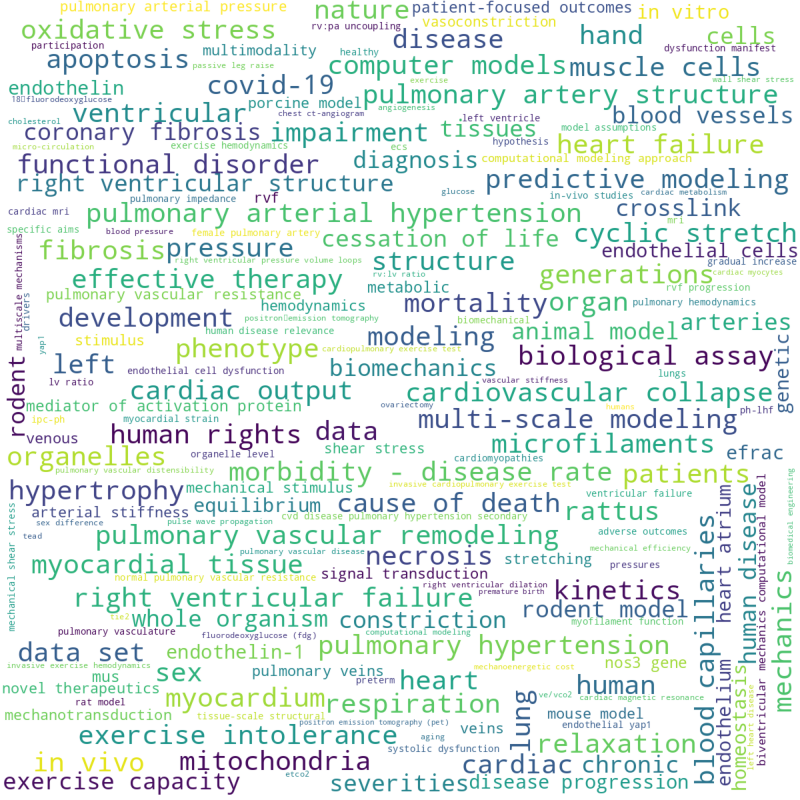 pulmonary arterial pressure
nature
patient-focused outcomes
in vitro
rv:pa uncoupling
vasoconstriction
oxidative stress
disease
hand
cells
participation
multimodality
healthy
dysfunction manifest
apoptosis
passive leg raise
computer models
muscle cells
exercise
wall shear stress
endothelin
covid-19
pulmonary artery structure
18 fluorodeoxyglucose
porcine model
chest ct-angiogram
angiogenesis
ventricular
left ventricle
blood vessels
cholesterol
coronary fibrosis
impairment
tissues
model assumptions
heart failure
micro-circulation
exercise hemodynamics
ecs
hypothesis
functional disorder
diagnosis
computational modeling approach
right ventricular structure
glucose
in-vivo studies
cardiac metabolism
predictive modeling
pulmonary impedance
rvf
crosslink
cardiac mri
pulmonary arterial hypertension
mri
specific aims
blood pressure
female pulmonary artery
cessation of life
cyclic stretch
fibrosis
pressure
endothelial cells
right ventricular pressure volume loops
structure
gradual increase
effective therapy
rv:lv ratio
generations
cardiac myocytes
metabolic
rvf progression
pulmonary vascular resistance
hemodynamics
mortality
organ
pulmonary hemodynamics
multiscale mechanisms
drivers
development
positron emission tomography
biomechanical
arteries
human disease relevance
modeling
animal model
stimulus
yap1
phenotype
cardiopulmonary exercise test
biological assay
genetic
left
endothelial cell dysfunction
biomechanics
lungs
rodent
lv ratio
cardiac output
vascular stiffness
cardiovascular collapse
mediator of activation protein
ovariectomy
humans
ph-lhf
ipc-ph
myocardial strain
multi-scale modeling
venous
human rights
data
organelle level
shear stress
microfilaments
organelles
cardiomyopathies
efrac
pulmonary vascular distensibility
morbidity - disease rate
patients
invasive cardiopulmonary exercise test
hypertrophy
mechanical stimulus
ventricular failure
biomedical engineering
arterial stiffness
equilibrium
cause of death
rattus
mechanical shear stress
sex difference
pulse wave propagation
cvd disease pulmonary hypertension secondary
adverse outcomes
tead
pulmonary vascular remodeling
mechanical efficiency
pulmonary vascular disease
necrosis
stretching
myocardial tissue
pressures
normal pulmonary vascular resistance
signal transduction
right ventricular dilation
kinetics
premature birth
right ventricular failure
rodent model
tie2
whole organism
constriction
myofilament function
pulmonary vasculature
fluorodeoxyglucose (fdg)
computational modeling
blood capillaries
heart atrium
human disease
biventricular mechanics computational model
mechanics
data set
endothelin-1
pulmonary hypertension
invasive exercise hemodynamics
sex
mechanoenergetic cost
nos3 gene
mus
pulmonary veins
heart
human
novel therapeutics
preterm
ve/vco2
cardiac magnetic resonance
rat model
myocardium
respiration
lung
mouse model
endothelium
homeostasis
left heart disease
mechanotransduction
tissue-scale structural
positron emission tomography (pet)
veins
endothelial yap1
exercise intolerance
aging
systolic dysfunction
relaxation
in vivo
mitochondria
cardiac
chronic
etco2
exercise capacity
severities
disease progression